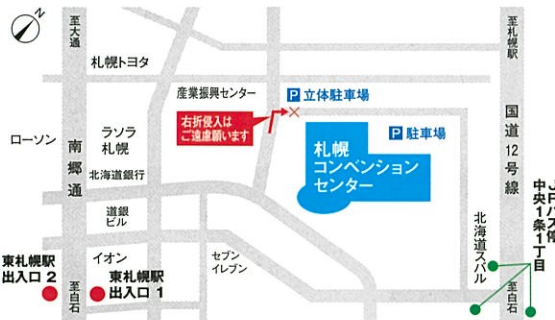 N
至大通
札幌トヨタ
至札幌駅
産業振興センター
P 立体駐車場
右折侵入は
ご遠慮願います
P 駐車場
国道12号線
ローソン
南郷通
ラソラ
札幌
北海道銀行
札幌
コンベンション
センター
道銀
ビル
北海道スバル
JRバス停
中央1条1丁目
イオン
セブン
イレブン
東札幌駅
出入口 2
東札幌駅
出入口 1
至白石
至白石